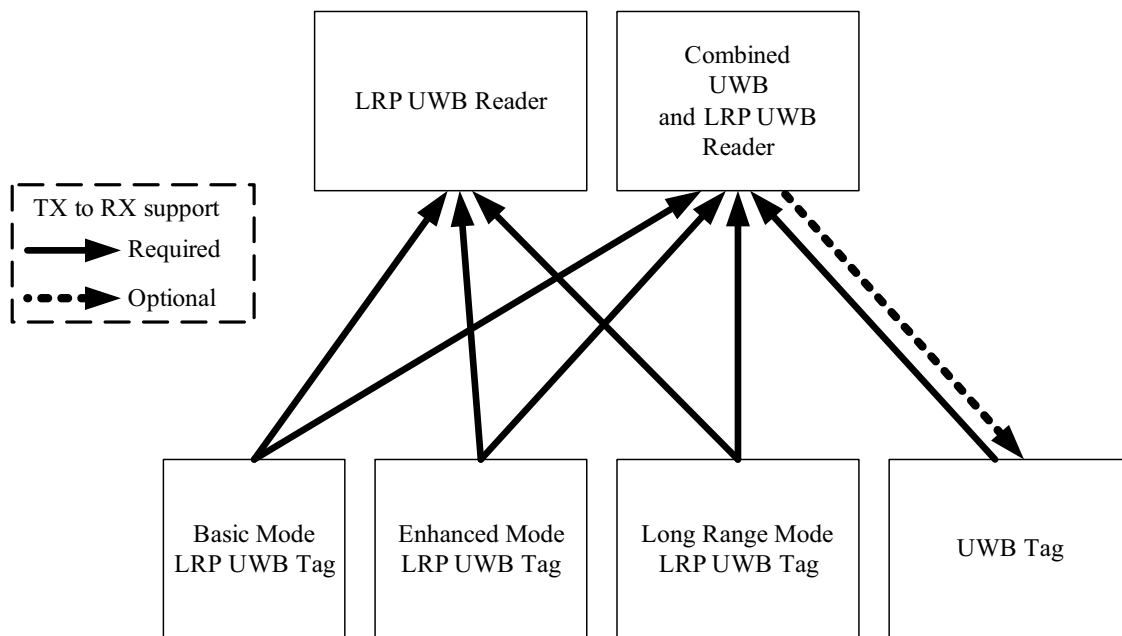 LRP UWB Reader
Combined
UWB
and LRP UWB
Reader
TX to RX support
Required
Optional
Basic Mode
LRP UWB Tag
Enhanced Mode
LRP UWB Tag
Long Range Mode
LRP UWB Tag
UWB Tag